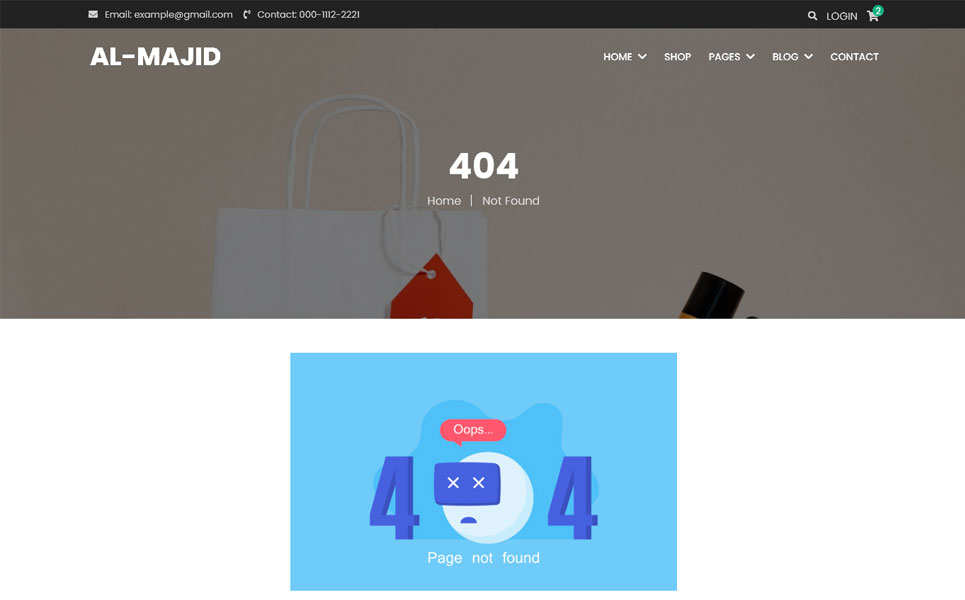 Email: example@gmail.com Contact: 000-1112-2221 LOGIN 2
AL-MAJID HOME SHOP PAGES BLOG CONTACT
404
Home | Not Found
Oops...
4 4
Page not found